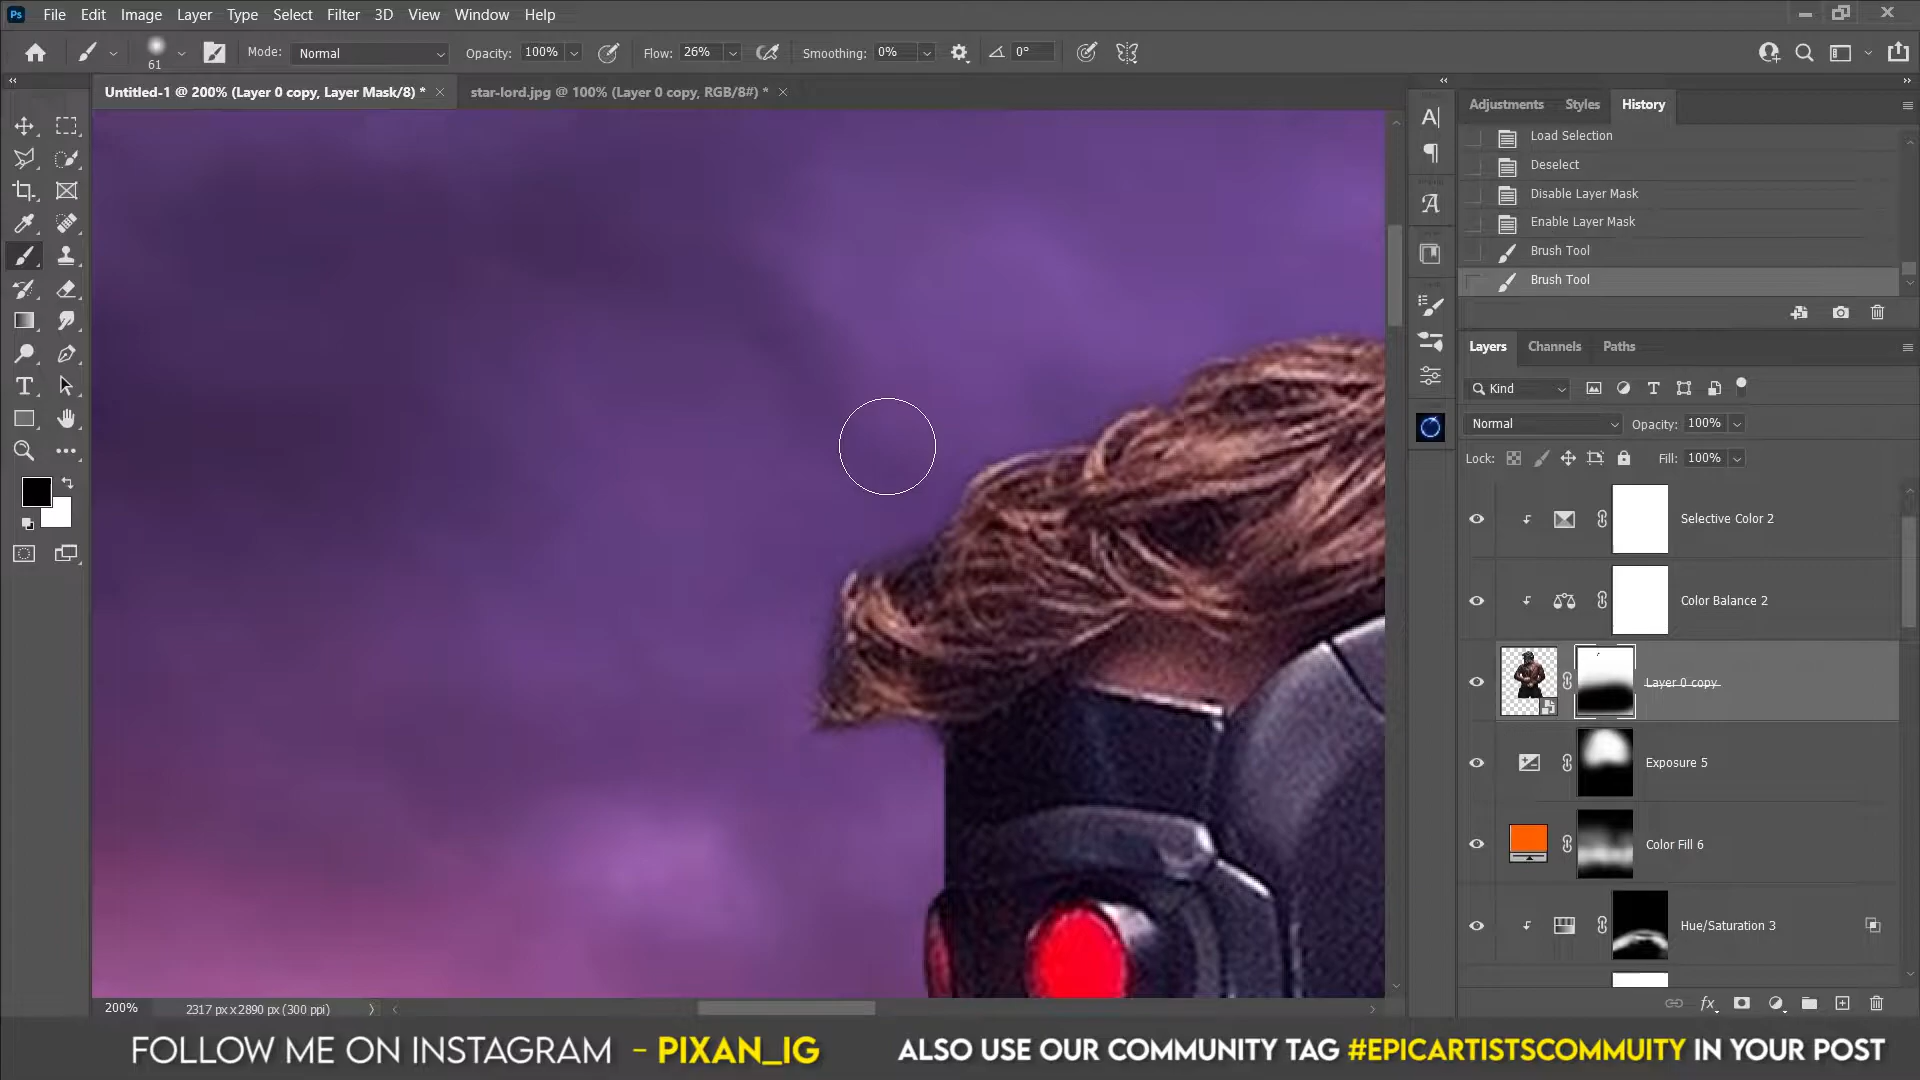 Ps File Edit Image Layer Type Select Filter 3D View Window Help
61 Mode: Normal Opacity: 100% Flow: 26% Smoothing: 0% 0°
Untitled-1 @ 200% (Layer 0 copy, Layer Mask/8) * star-lord.jpg @ 100% (Layer 0 copy, RGB/8#) *
Adjustments Styles History
Load Selection
Deselect
Disable Layer Mask
Enable Layer Mask
Brush Tool
Brush Tool
Layers Channels Paths
Kind
Normal Opacity: 100%
Lock: Fill: 100%
Selective Color 2
Color Balance 2
Layer 0 copy
Exposure 5
Color Fill 6
Hue/Saturation 3
200% 2317 px x 2890 px (300 ppi)
FOLLOW ME ON INSTAGRAM - PIXAN_IG ALSO USE OUR COMMUNITY TAG #EPICARTISTSCOMMUITY IN YOUR POST